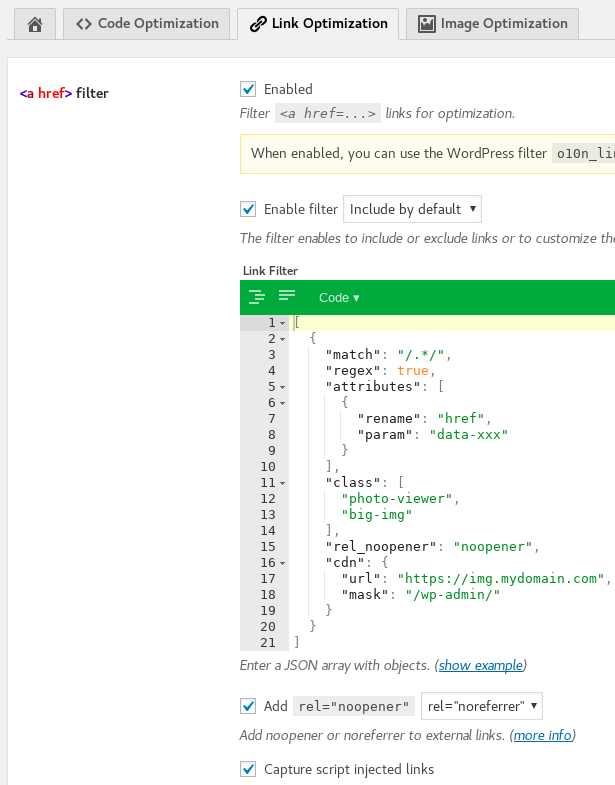 Code Optimization Link Optimization Image Optimization
<a href> filter
Enabled
Filter <a href=...> links for optimization.
When enabled, you can use the WordPress filter
Enable filter Include by default ▾
The filter enables to include or exclude links or to customize
Link Filter
Code ▾
1 [
2 {
3 "match": "/.*/",
4 "regex": true,
5 "attributes": [
6 {
7 "rename": "href",
8 "param": "data-xxx"
9 }
10 ],
11 "class": [
12 "photo-viewer",
13 "big-img"
14 ],
15 "rel_noopener": "noopener",
16 "cdn": {
17 "url": "https://img.mydomain.com",
18 "mask": "/wp-admin/"
19 }
20 }
21 ]
Enter a JSON array with objects. (show example)
Add rel="noopener" rel="noreferrer" ▾
Add noopener or noreferrer to external links. (more info)
Capture script injected links